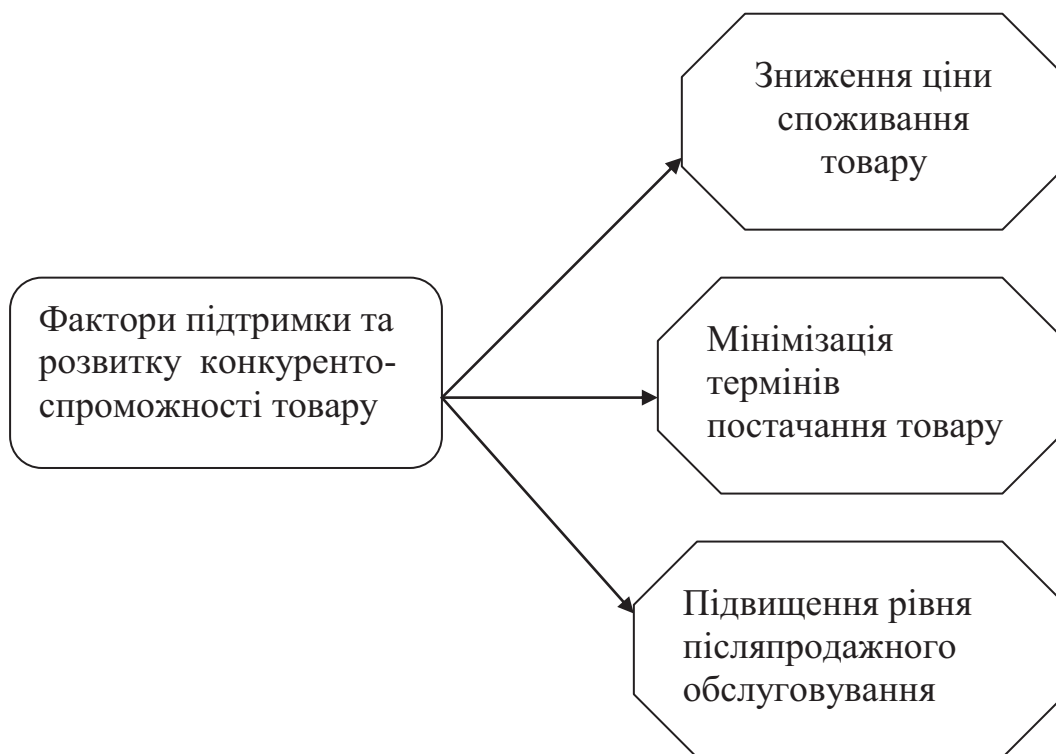 Зниження ціни
споживання
товару
Фактори підтримки та
розвитку конкуренто-
спроможності товару
Мінімізація
термінів
постачання товару
Підвищення рівня
післяпродажного
обслуговування